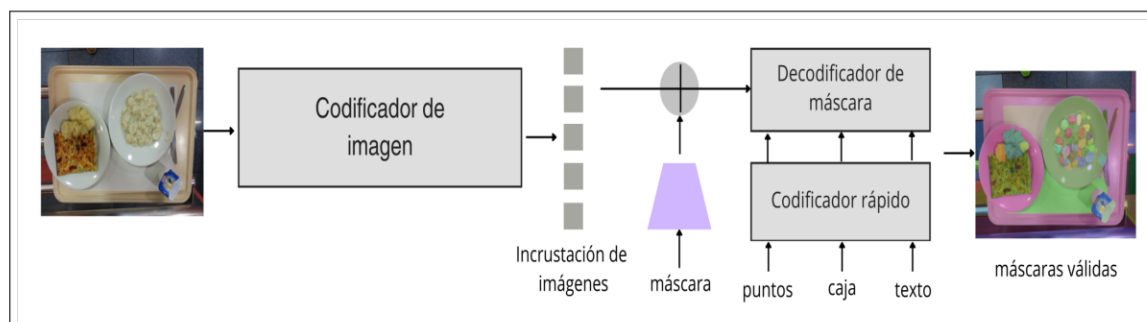 Codificador de
imagen
Incrustación de
imágenes
máscara
Decodificador de
máscara
Codificador rápido
puntos
caja
texto
máscaras válidas